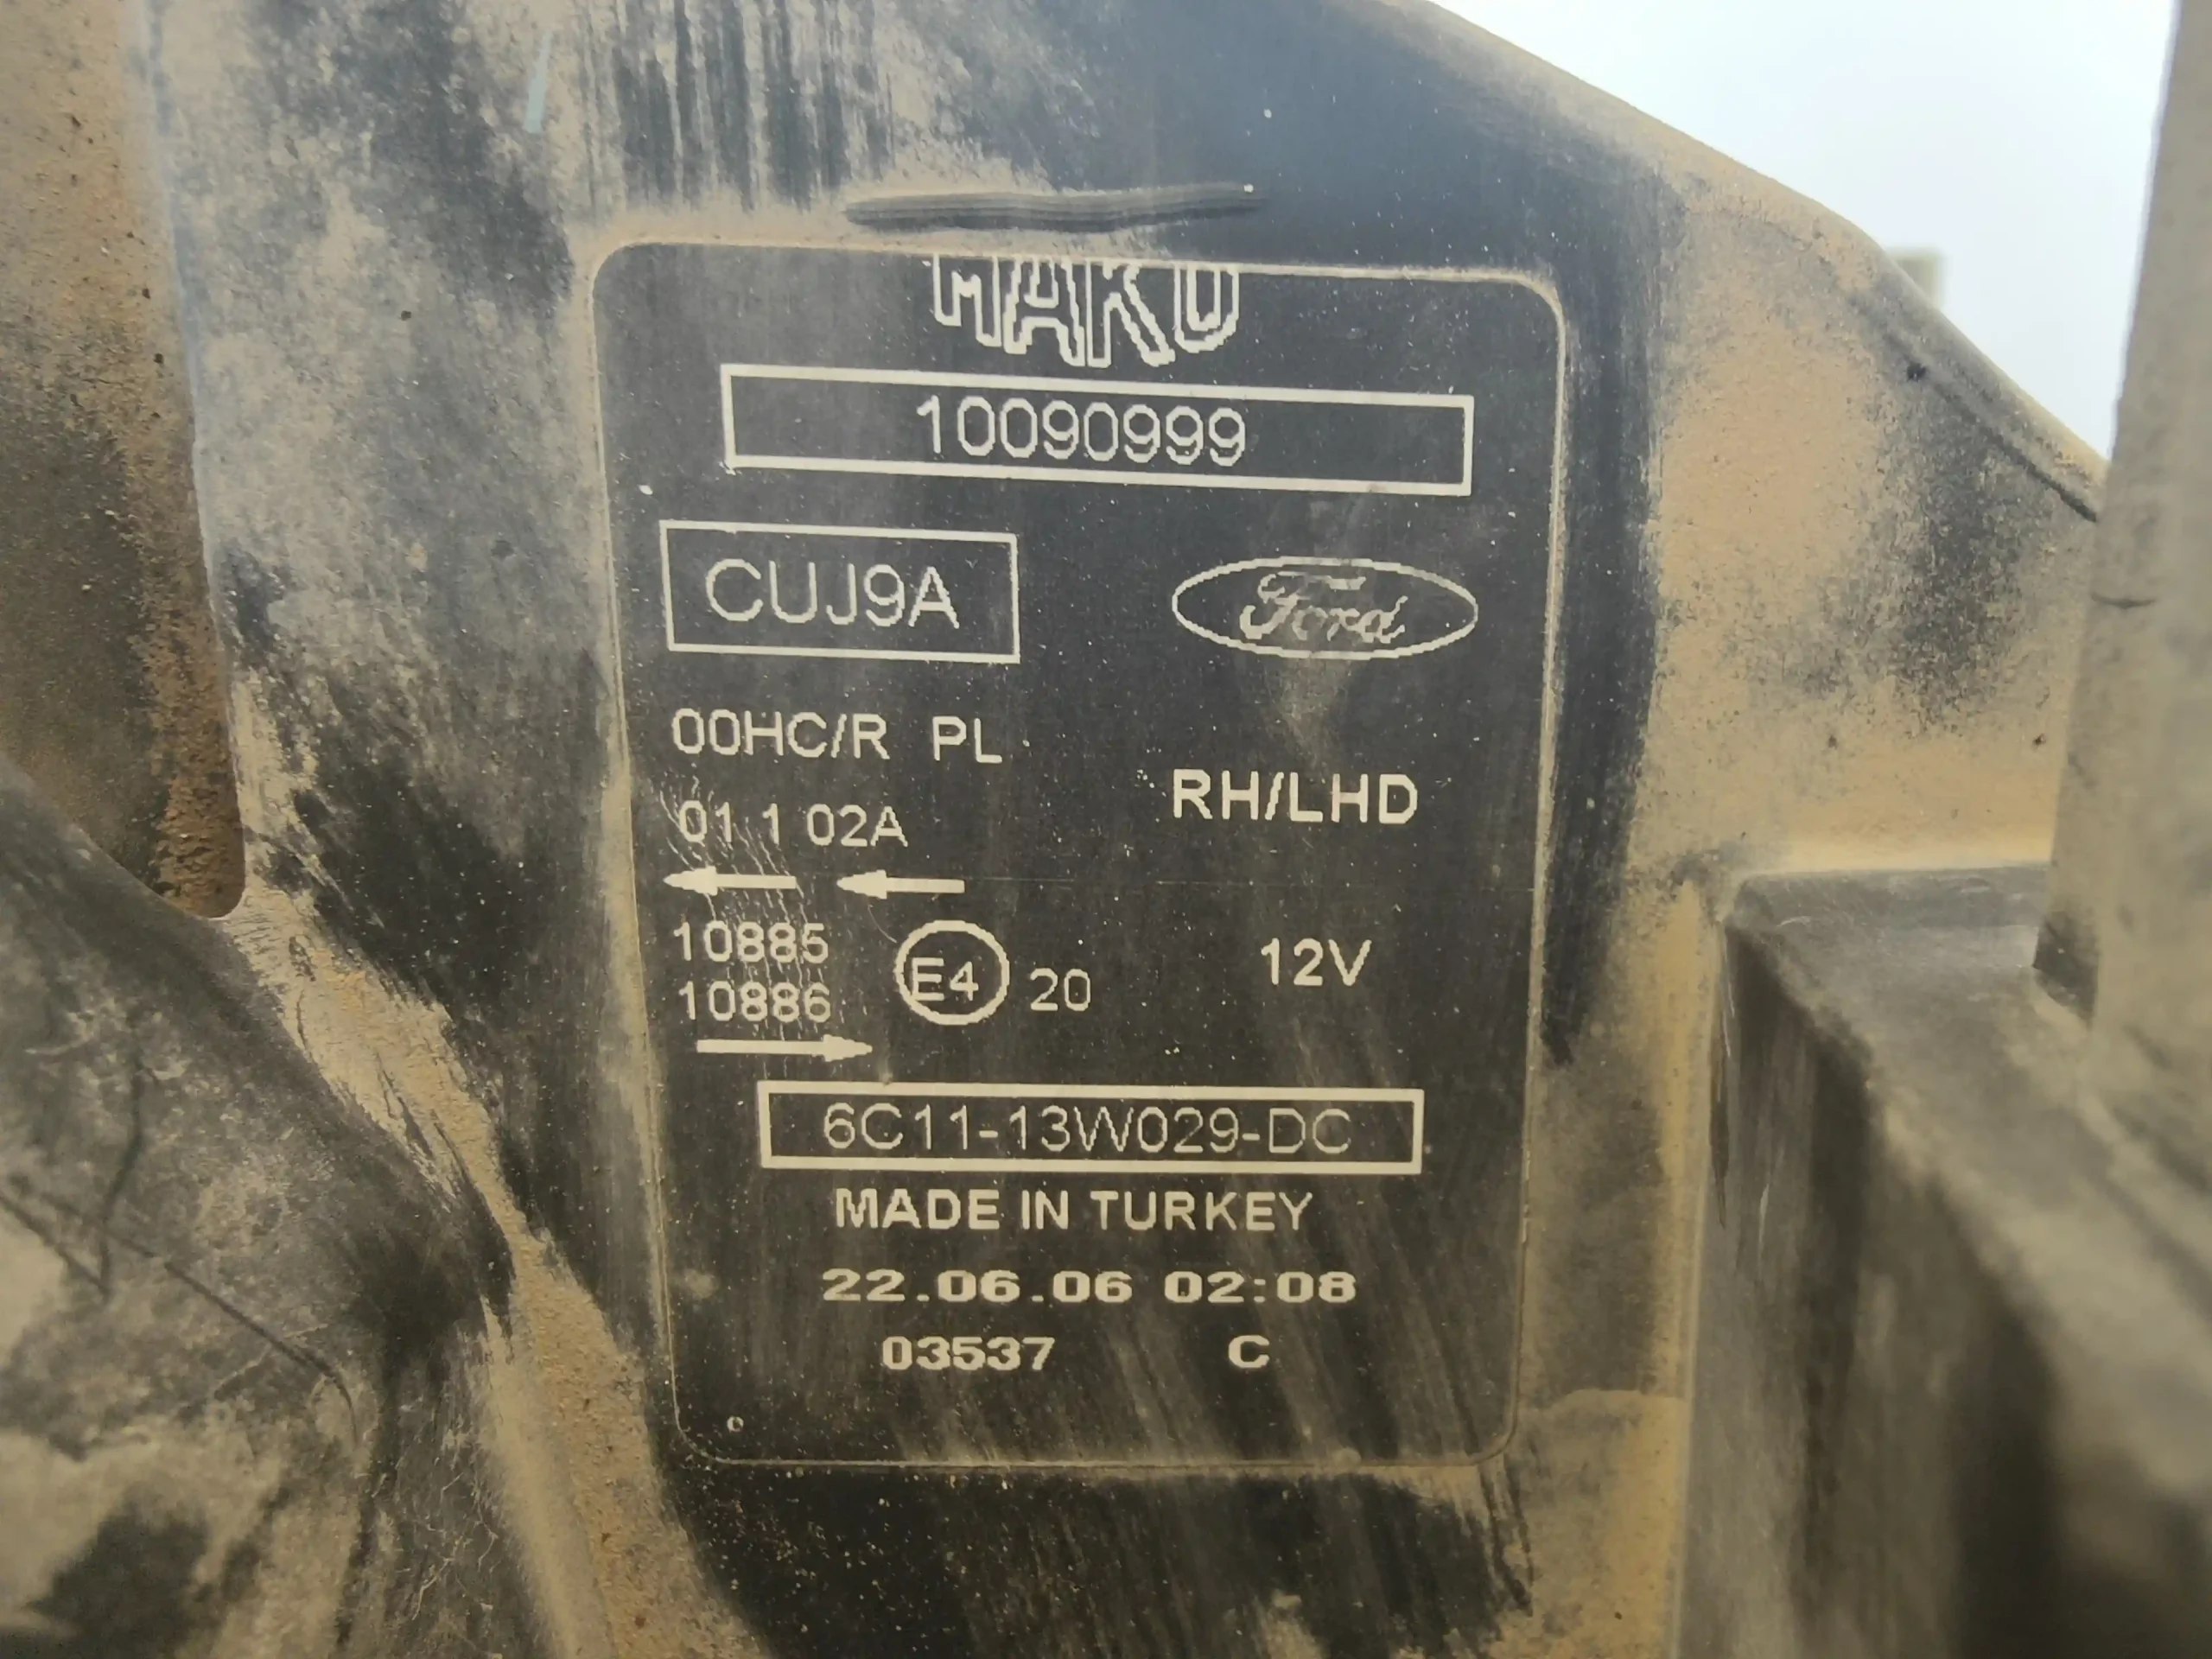 MAKO
10090999
CUJ9A
Ford
00HC/R PL
01 1 02A
RH/LHD
10885
10886
E4 20
12V
6C11-13W029-DC
MADE IN TURKEY
22.06.06 02:08
03537 C